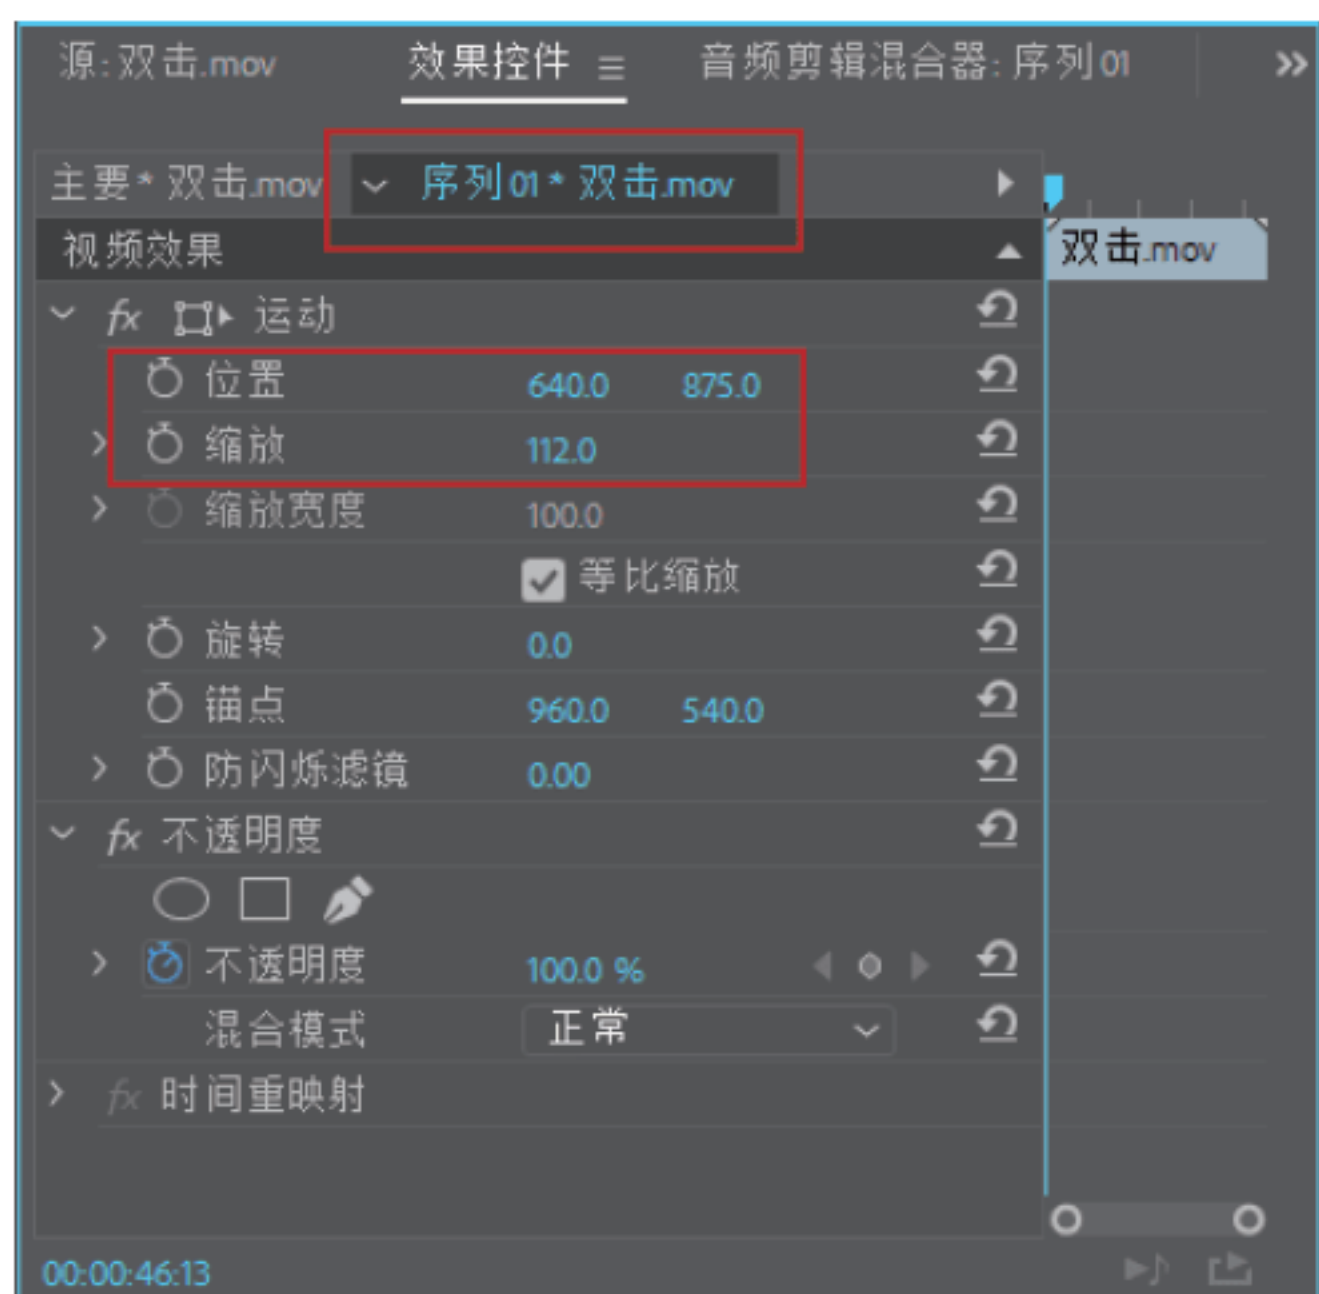 源: 双击.mov 效果控件 音频剪辑混合器: 序列 01
主要* 双击.mov 序列 01 * 双击.mov
视频效果 双击.mov
fx 运动
位置 640.0 875.0
缩放 112.0
缩放宽度 100.0
等比缩放
旋转 0.0
锚点 960.0 540.0
防闪烁滤镜 0.00
fx 不透明度
不透明度 100.0 %
混合模式 正常
fx 时间重映射
00:00:46:13